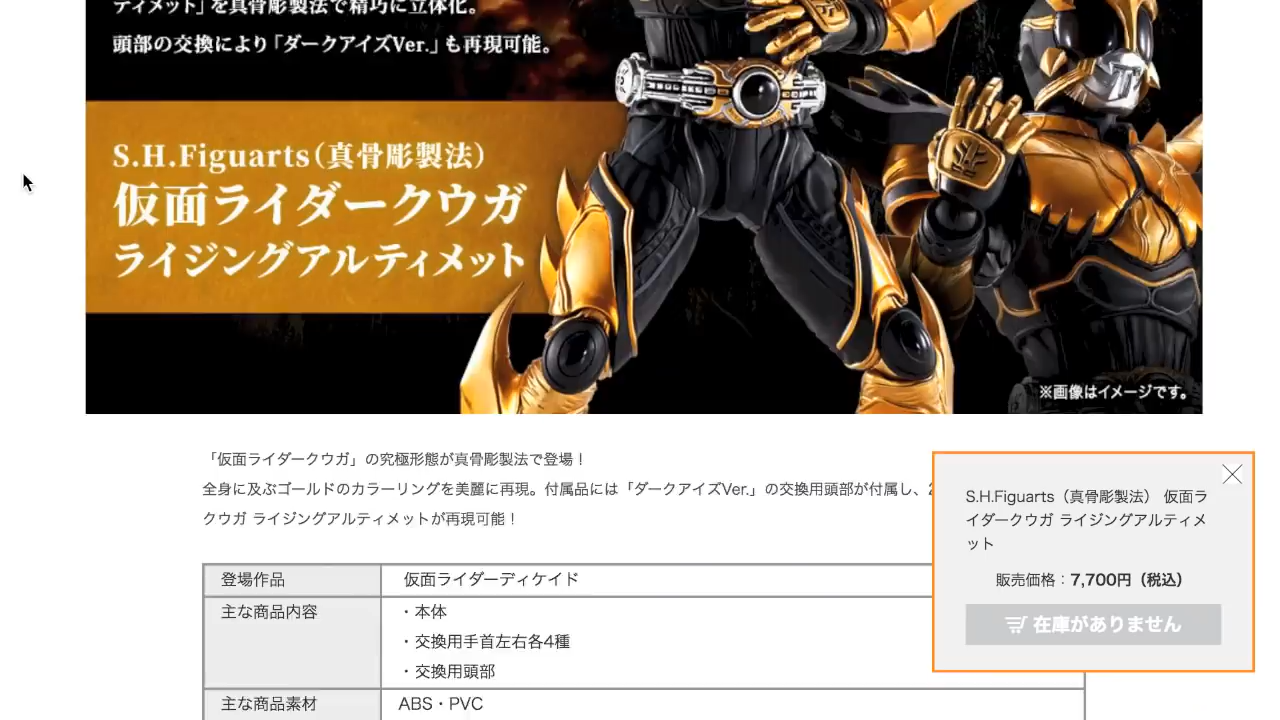 ティメット」を真骨彫製法で精巧に立体化。
頭部の交換により「ダークアイズVer.」も再現可能。
S.H.Figuarts（真骨彫製法）
仮面ライダークウガ
ライジングアルティメット
※画像はイメージです。
「仮面ライダークウガ」の究極形態が真骨彫製法で登場！
全身に及ぶゴールドのカラーリングを美麗に再現。付属品には「ダークアイズVer.」の交換用頭部が付属し、
クウガ ライジングアルティメットが再現可能！
登場作品 仮面ライダーディケイド
主な商品内容 ・本体
・交換用手首左右各4種
・交換用頭部
主な商品素材 ABS・PVC
S.H.Figuarts（真骨彫製法） 仮面ラ
イダークウガ ライジングアルティメ
ット
販売価格：7,700円（税込）
在庫がありません